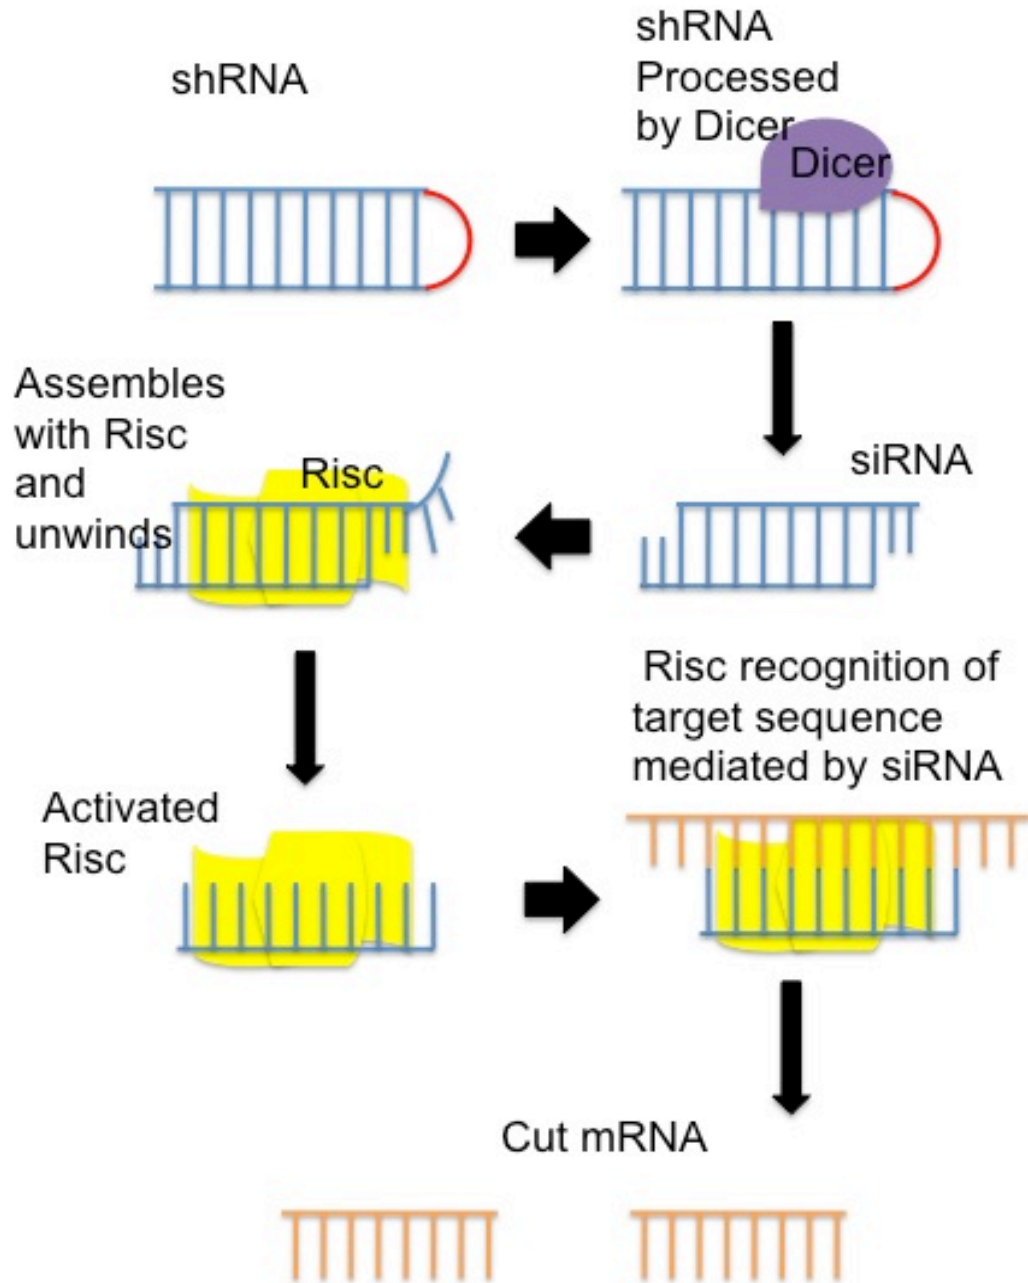 shRNA
shRNA
Processed
by Dicer
Dicer
siRNA
Assembles
with Risc
and
unwinds
Risc
Activated
Risc
Risc recognition of
target sequence
mediated by siRNA
Cut mRNA